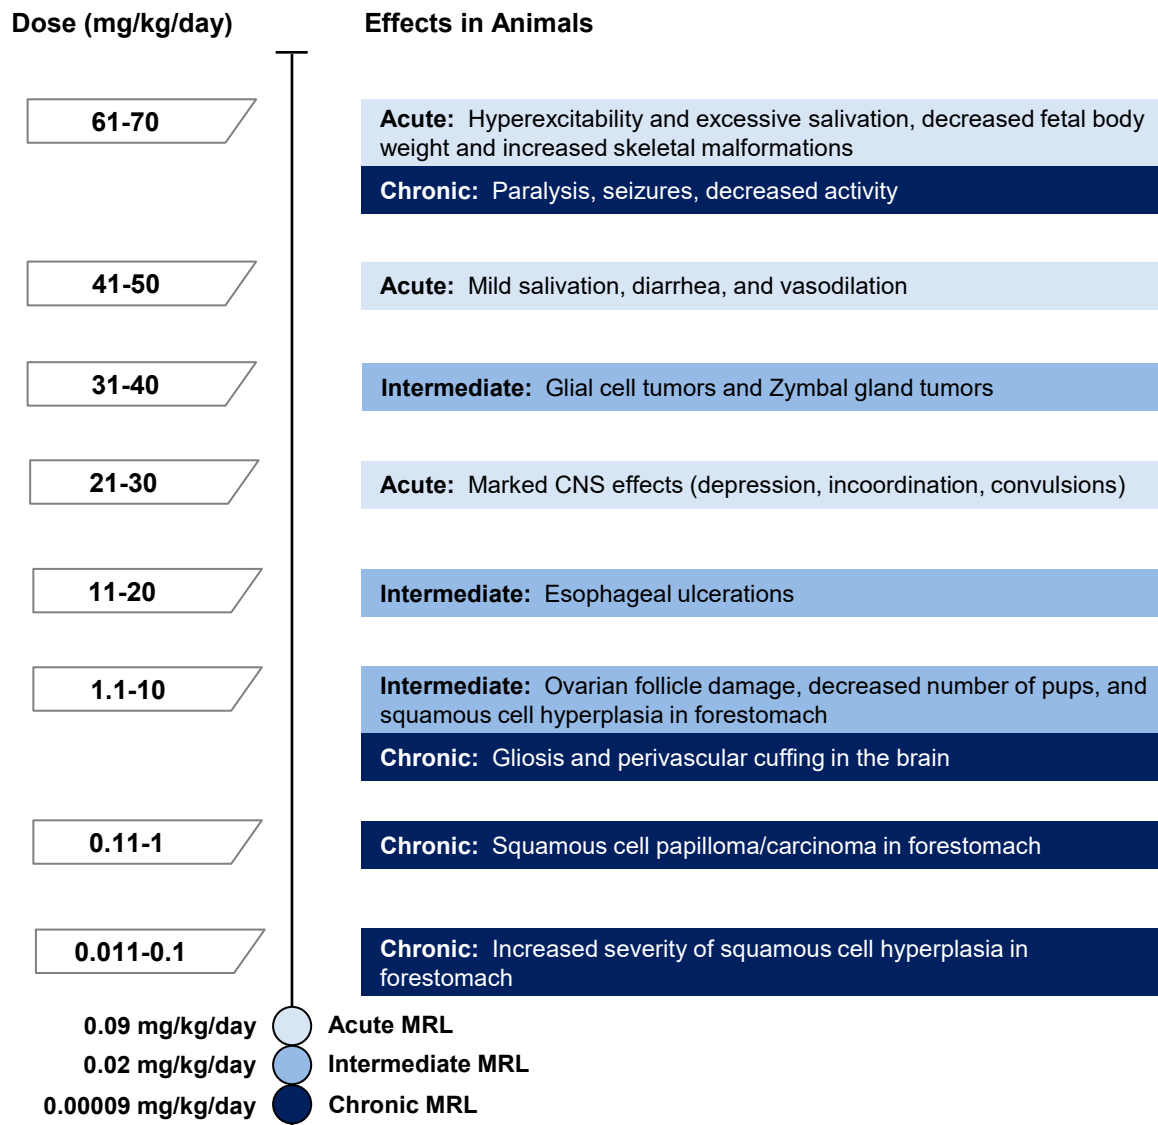 Dose (mg/kg/day)
Effects in Animals
61-70
Acute: Hyperexcitability and excessive salivation, decreased fetal body
weight and increased skeletal malformations
Chronic: Paralysis, seizures, decreased activity
41-50
Acute: Mild salivation, diarrhea, and vasodilation
31-40
Intermediate: Glial cell tumors and Zymbal gland tumors
21-30
Acute: Marked CNS effects (depression, incoordination, convulsions)
11-20
Intermediate: Esophageal ulcerations
1.1-10
Intermediate: Ovarian follicle damage, decreased number of pups, and
squamous cell hyperplasia in forestomach
Chronic: Gliosis and perivascular cuffing in the brain
0.11-1
Chronic: Squamous cell papilloma/carcinoma in forestomach
0.011-0.1
Chronic: Increased severity of squamous cell hyperplasia in
forestomach
0.09 mg/kg/day Acute MRL
0.02 mg/kg/day Intermediate MRL
0.00009 mg/kg/day Chronic MRL